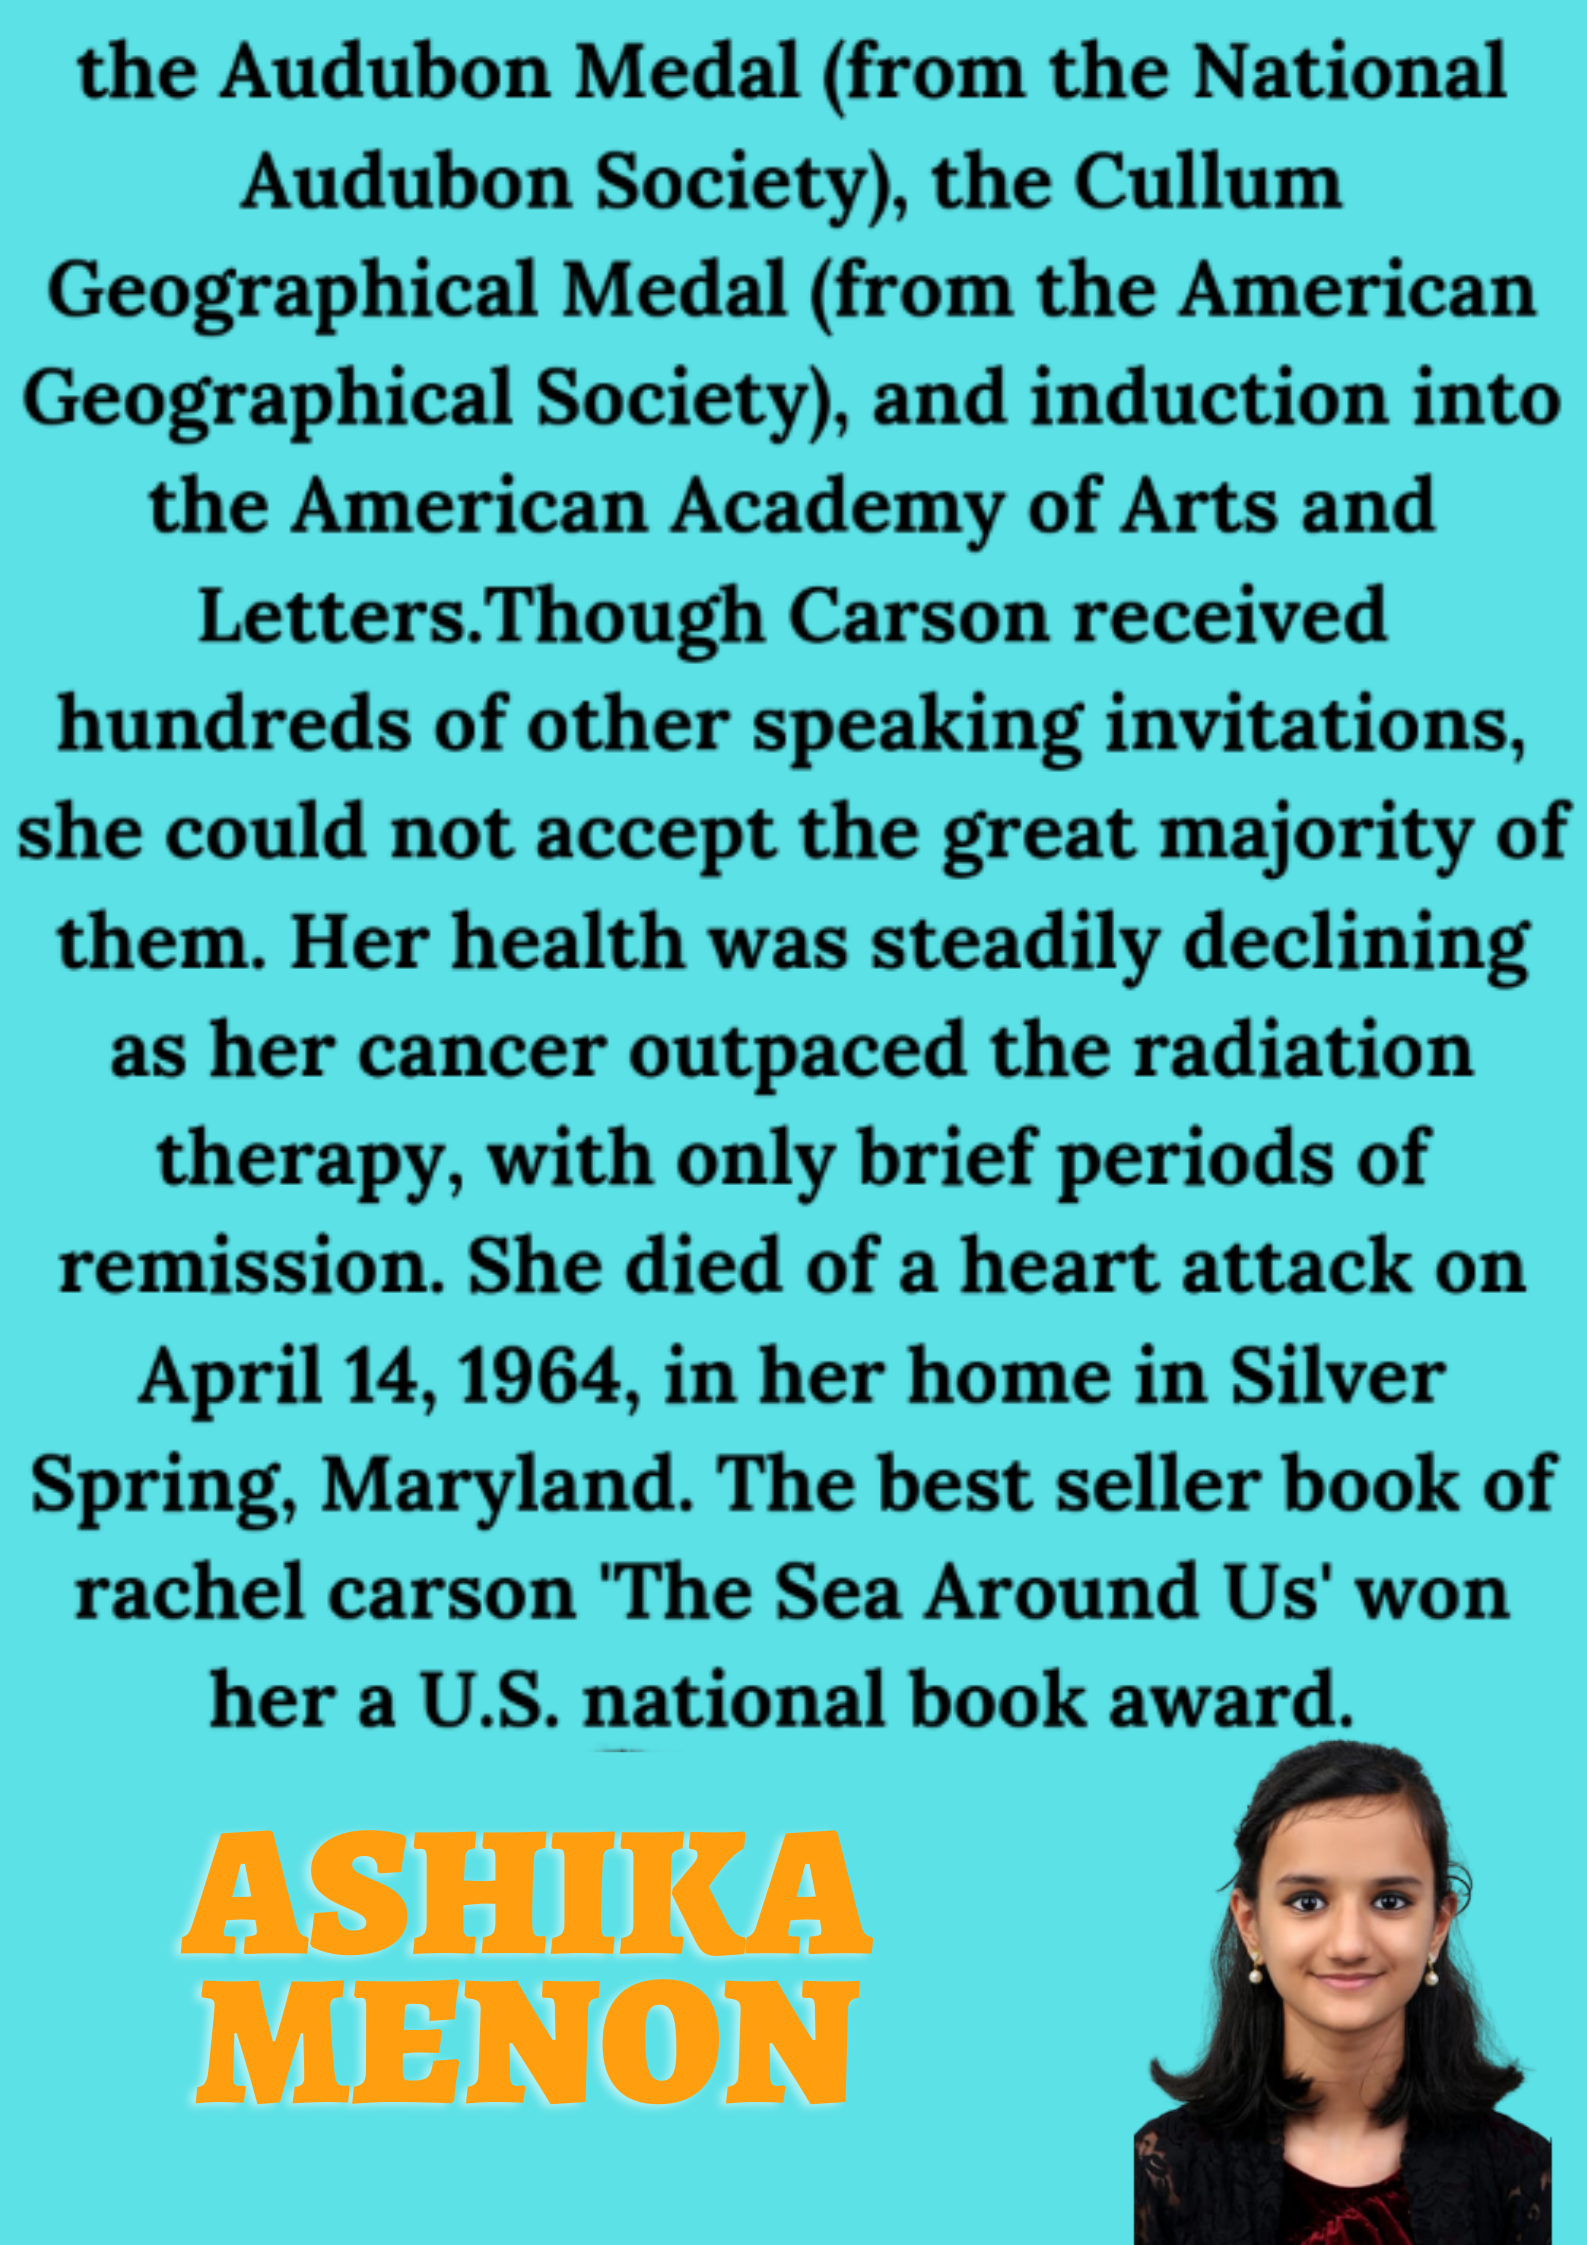 the Audubon Medal (from the National
Audubon Society), the Cullum
Geographical Medal (from the American
Geographical Society), and induction into
the American Academy of Arts and
Letters.Though Carson received
hundreds of other speaking invitations,
she could not accept the great majority of
them. Her health was steadily declining
as her cancer outpaced the radiation
therapy, with only brief periods of
remission. She died of a heart attack on
April 14, 1964, in her home in Silver
Spring, Maryland. The best seller book of
rachel carson 'The Sea Around Us' won
her a U.S. national book award.
ASHIKA
MENON